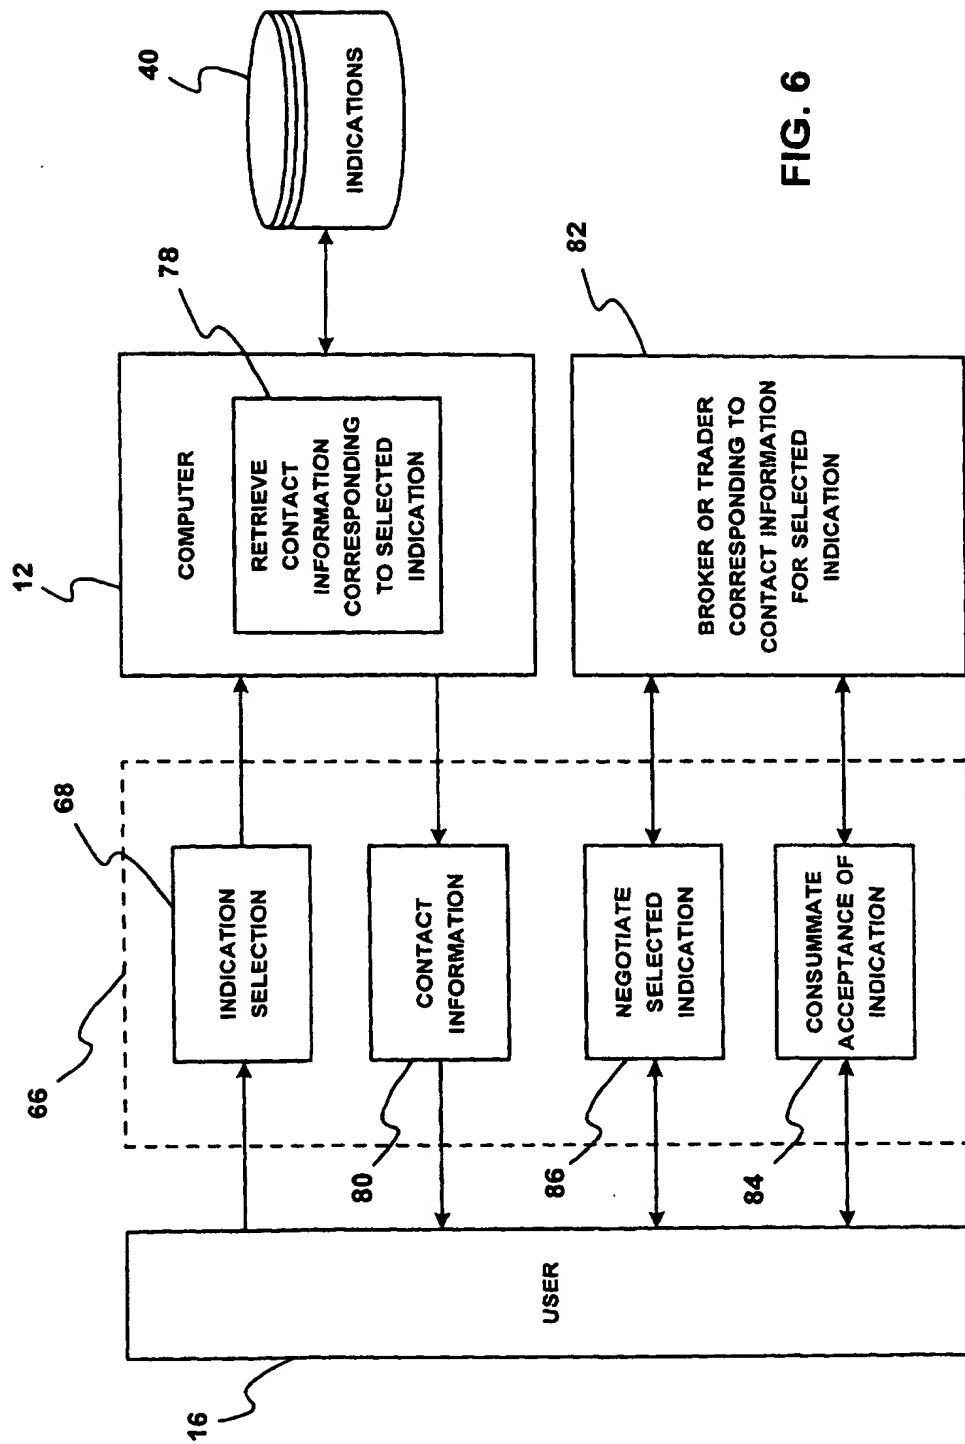 40
INDICATIONS
FIG. 6
78
82
12
COMPUTER
RETRIEVE
CONTACT
INFORMATION
CORRESPONDING
TO SELECTED
INDICATION
BROKER OR TRADER
CORRESPONDING TO
CONTACT INFORMATION
FOR SELECTED
INDICATION
68
66
INDICATION
SELECTION
CONTACT
INFORMATION
NEGOTIATE
SELECTED
INDICATION
CONSUMMATE
ACCEPTANCE OF
INDICATION
80
86
84
USER
16